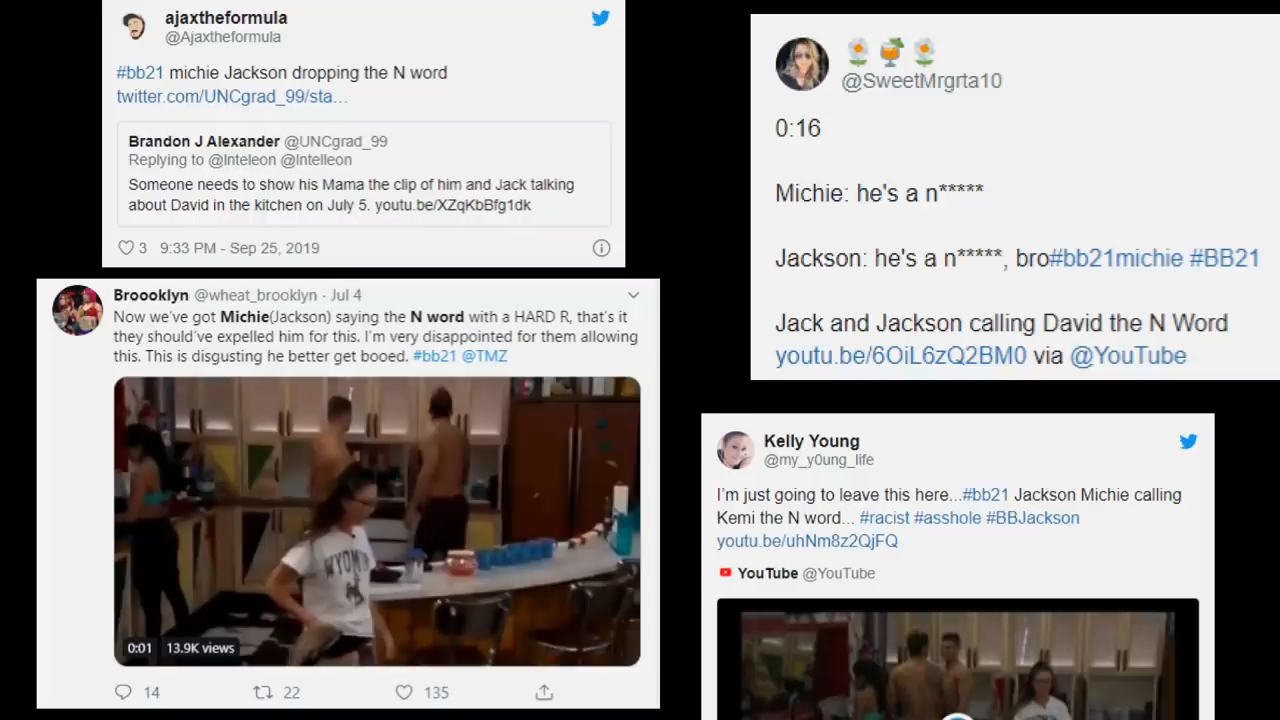 ajaxtheformula
@Ajaxtheformula
#bb21 michie Jackson dropping the N word
twitter.com/UNCgrad_99/sta...
Brandon J Alexander @UNCgrad_99
Replying to @Inteleon @Intelleon
Someone needs to show his Mama the clip of him and Jack talking
about David in the kitchen on July 5. youtu.be/XZqKbBfg1dk
3 9:33 PM - Sep 25, 2019
Broooklyn @wheat_brooklyn · Jul 4
Now we've got Michie(Jackson) saying the N word with a HARD R, that's it
they should've expelled him for this. I'm very disappointed for them allowing
this. This is disgusting he better get booed. #bb21 @TMZ
WYOMI
0:01 13.9K views
14 22 135
@SweetMrgrta10
0:16
Michie: he's a n*****
Jackson: he's a n*****, bro#bb21michie #BB21
Jack and Jackson calling David the N Word
youtu.be/6OiL6zQ2BM0 via @YouTube
Kelly Young
@my_y0ung_life
I'm just going to leave this here...#bb21 Jackson Michie calling
Kemi the N word... #racist #asshole #BBJackson
youtu.be/uhNm8z2QjFQ
YouTube @YouTube